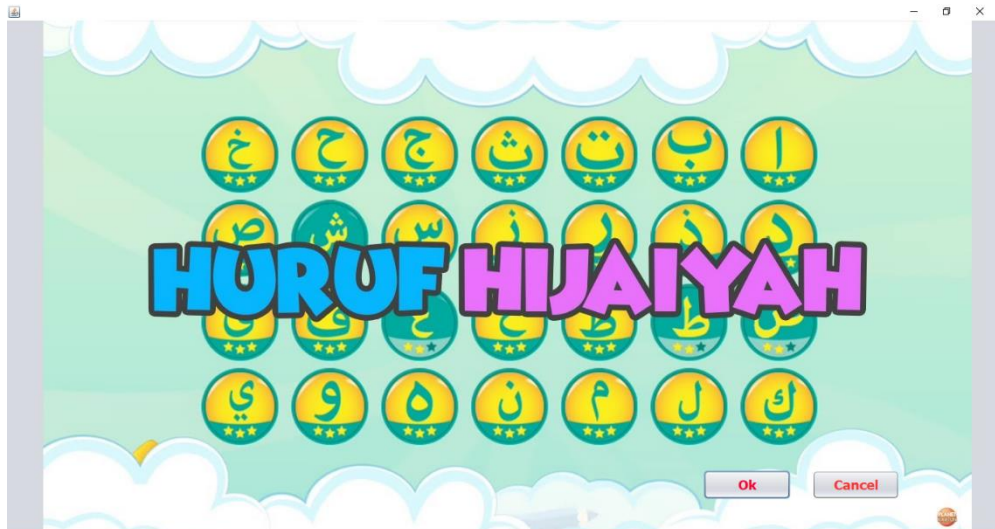 ا ب ت ث ج ح خ
د ذ ر ز س ش ص
HURUF HIJAIYAH
ض ط ف ق
ك ل م ن ه و ي
Ok Cancel